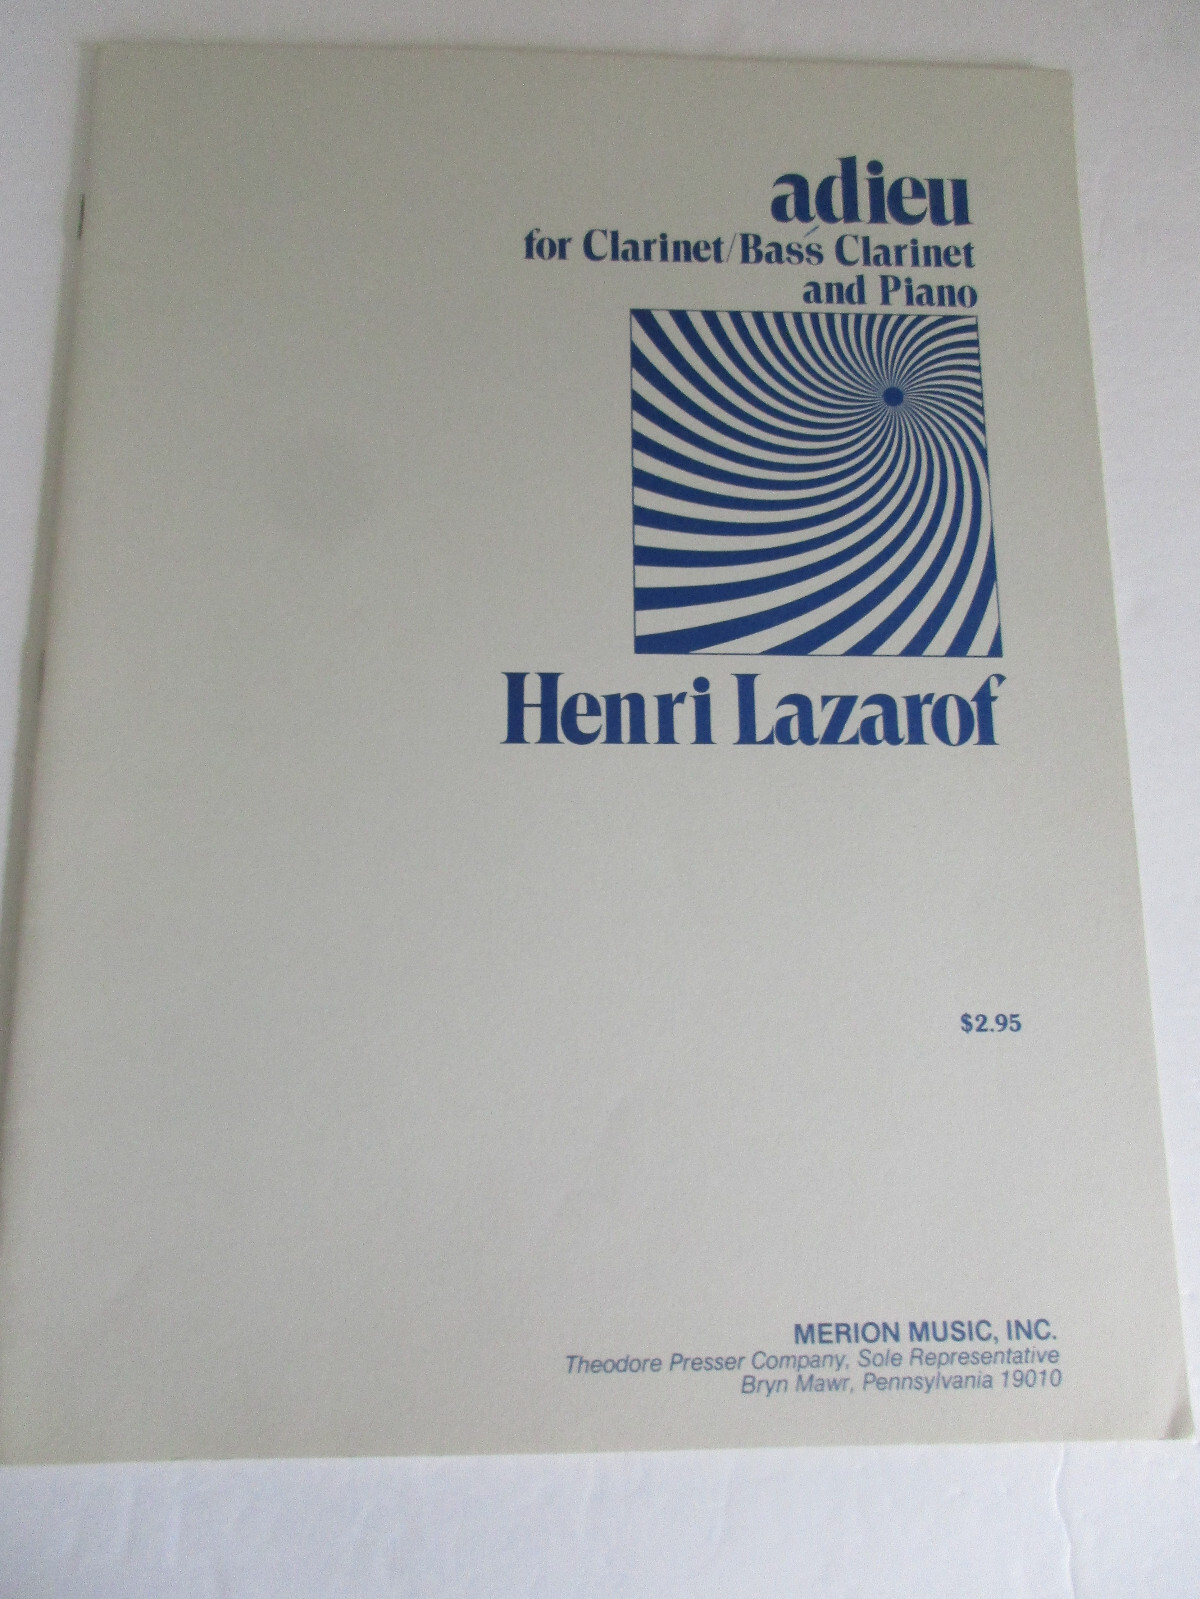 adieu
for Clarinet/Bass Clarinet
and Piano
Henri Lazarof
$2.95
MERION MUSIC, INC.
Theodore Presser Company, Sole Representative
Bryn Mawr, Pennsylvania 19010